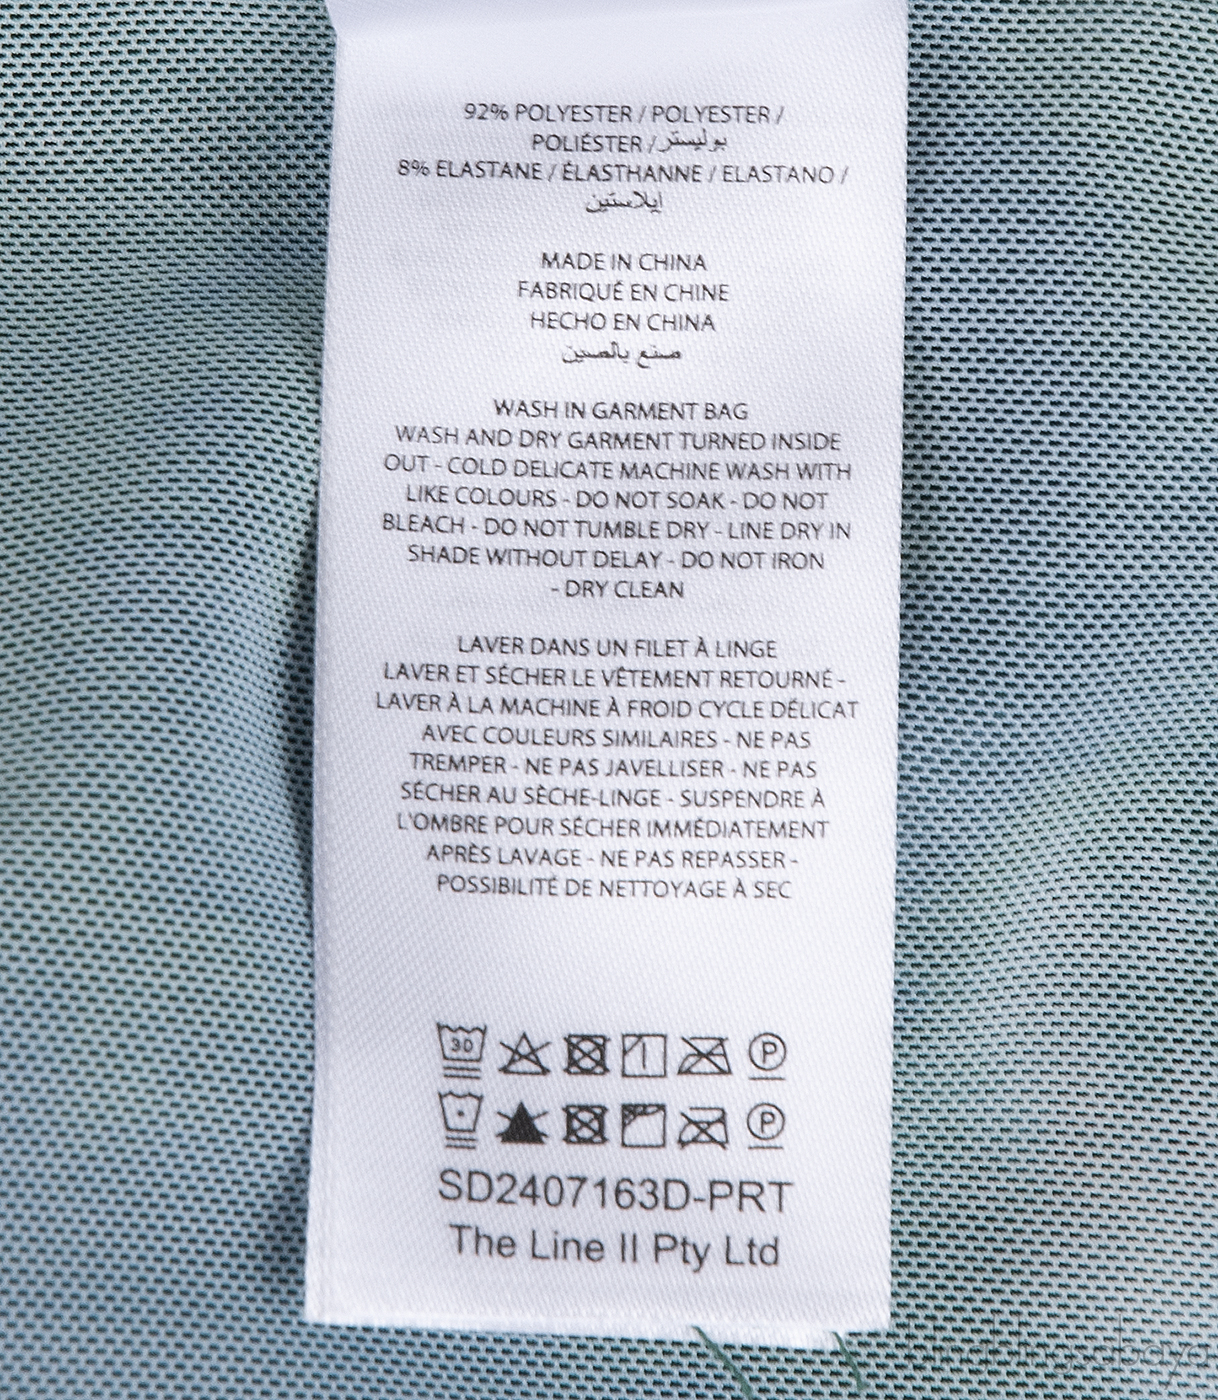 92% POLYESTER / POLYESTER /
POLIÉSTER / بوليستر
8% ELASTANE / ÉLASTHANNE / ELASTANO /
إيلاستين
MADE IN CHINA
FABRIQUÉ EN CHINE
HECHO EN CHINA
صنع بالصين
WASH IN GARMENT BAG
WASH AND DRY GARMENT TURNED INSIDE
OUT - COLD DELICATE MACHINE WASH WITH
LIKE COLOURS - DO NOT SOAK - DO NOT
BLEACH - DO NOT TUMBLE DRY - LINE DRY IN
SHADE WITHOUT DELAY - DO NOT IRON
- DRY CLEAN
LAVER DANS UN FILET À LINGE
LAVER ET SÉCHER LE VÊTEMENT RETOURNÉ -
LAVER À LA MACHINE À FROID CYCLE DÉLICAT
AVEC COULEURS SIMILAIRES - NE PAS
TREMPER - NE PAS JAVELLISER - NE PAS
SÉCHER AU SÈCHE-LINGE - SUSPENDRE À
L'OMBRE POUR SÉCHER IMMÉDIATEMENT
APRÈS LAVAGE - NE PAS REPASSER -
POSSIBILITÉ DE NETTOYAGE À SEC
30 P
P
SD2407163D-PRT
The Line II Pty Ltd